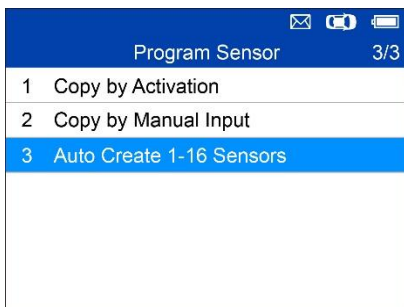 Program Sensor 3/3
1 Copy by Activation
2 Copy by Manual Input
3 Auto Create 1-16 Sensors